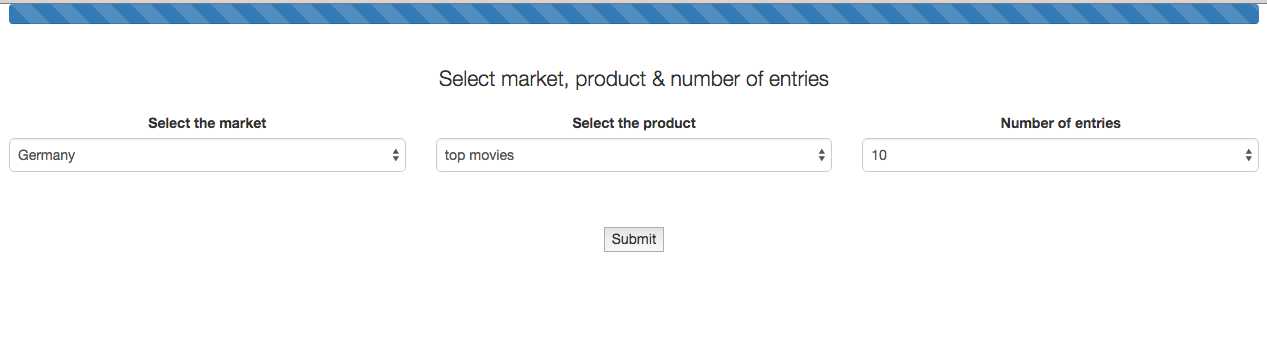 Select market, product & number of entries
Select the market
Select the product
Number of entries
Germany
top movies
10
Submit